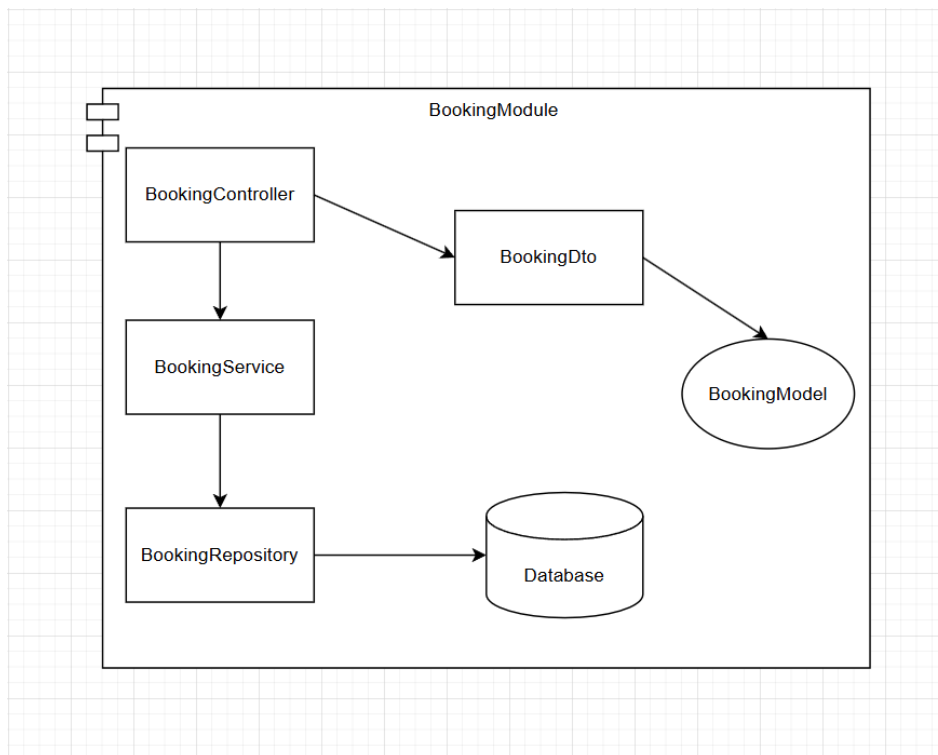 BookingModule
BookingController
BookingDto
BookingService
BookingModel
BookingRepository
Database